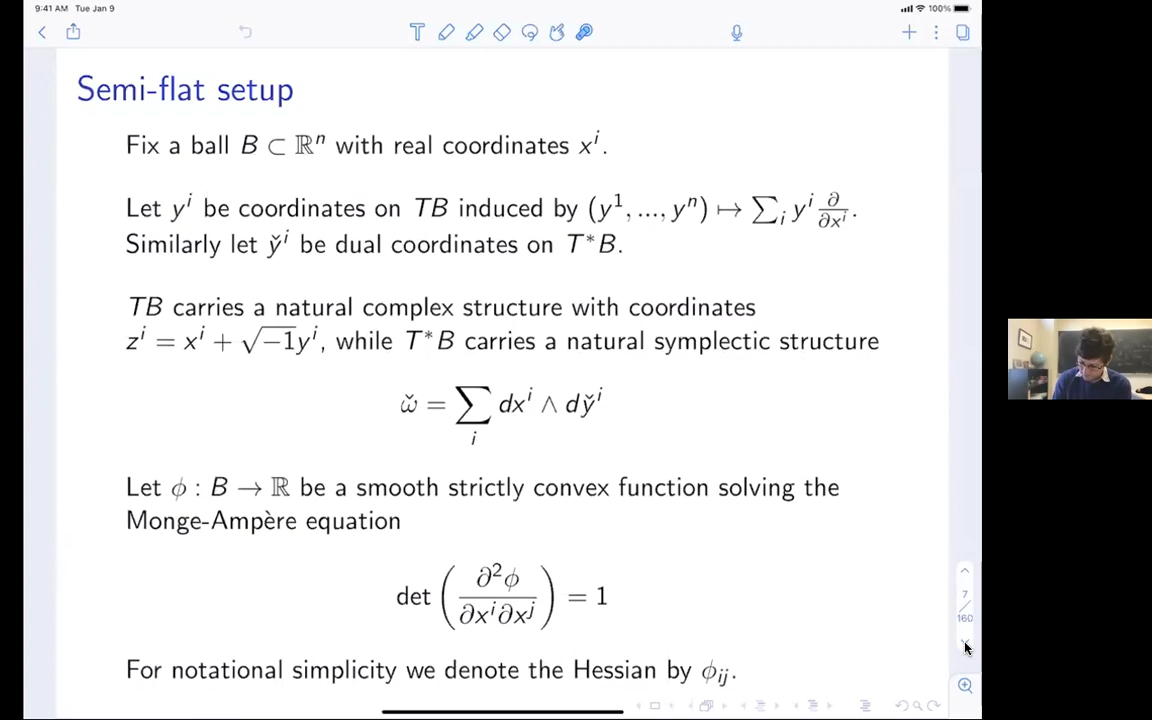 9:41 AM Tue Jan 9
100%
Semi-flat setup
Fix a ball B ⊂ ℝⁿ with real coordinates xⁱ.
Let yⁱ be coordinates on TB induced by (y¹, ..., yⁿ) ↦ ∑ᵢ yⁱ ∂/∂xⁱ.
Similarly let y̌ⁱ be dual coordinates on T*B.
TB carries a natural complex structure with coordinates
zⁱ = xⁱ + √−1yⁱ, while T*B carries a natural symplectic structure
ω̌ = ∑ᵢ dxⁱ ∧ dy̌ⁱ
Let ϕ : B → ℝ be a smooth strictly convex function solving the
Monge-Ampère equation
det (∂²ϕ/∂xⁱ∂xʲ) = 1
For notational simplicity we denote the Hessian by ϕᵢⱼ.
7
/
160